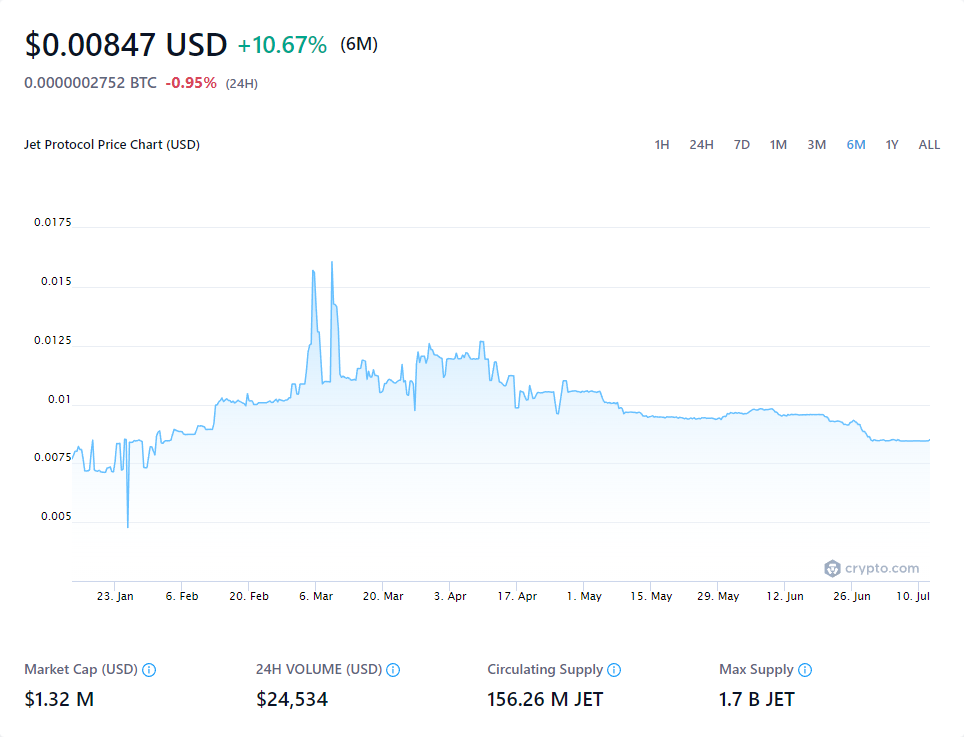 $0.00847 USD +10.67% (6M)
0.0000002752 BTC -0.95% (24H)
Jet Protocol Price Chart (USD) 1H 24H 7D 1M 3M 6M 1Y ALL
0.0175
0.015
0.0125
0.01
0.0075
0.005
crypto.com
23. Jan 6. Feb 20. Feb 6. Mar 20. Mar 3. Apr 17. Apr 1. May 15. May 29. May 12. Jun 26. Jun 10. Jul
Market Cap (USD) 24H VOLUME (USD) Circulating Supply Max Supply
$1.32 M $24,534 156.26 M JET 1.7 B JET